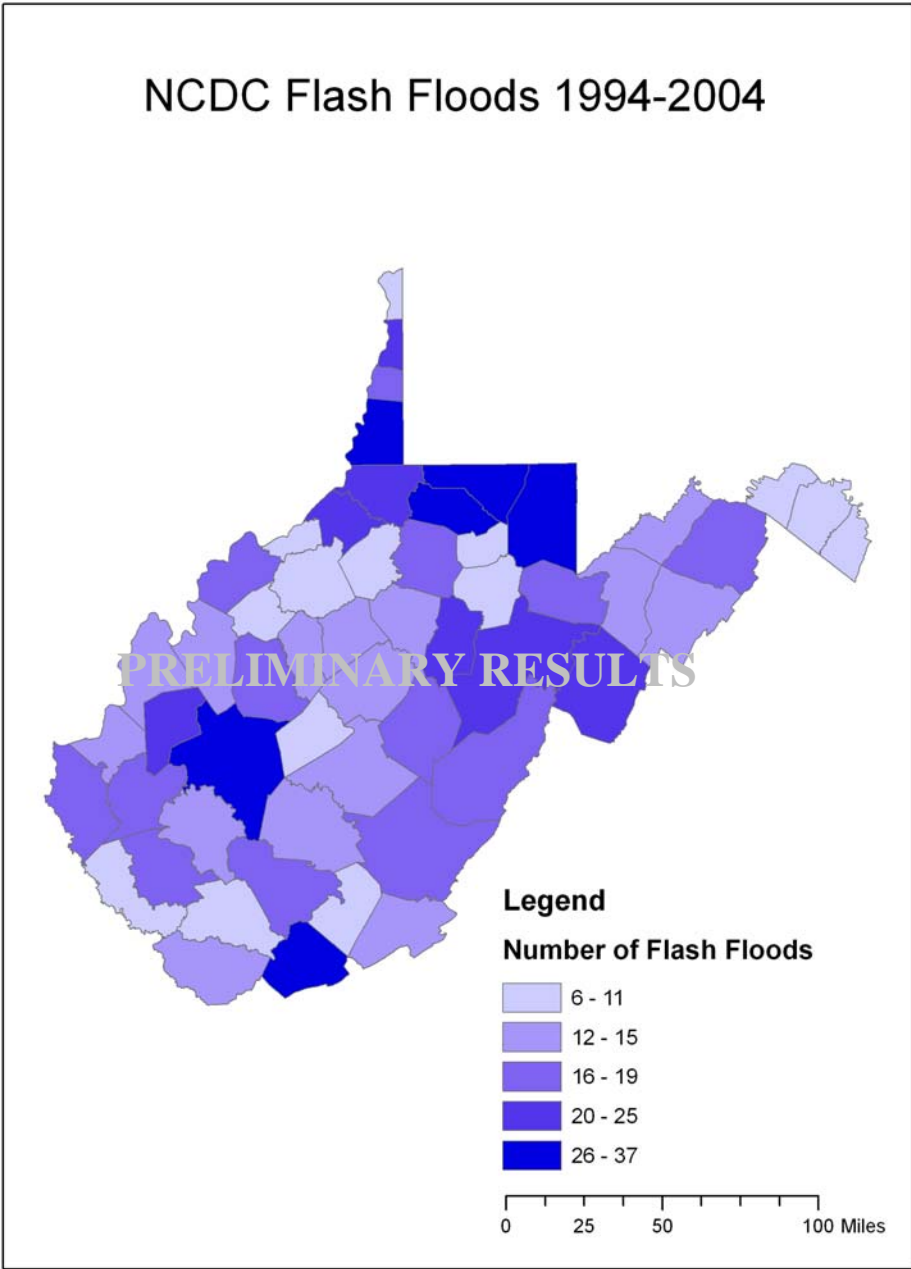 NCDC Flash Floods 1994-2004
PRELIMINARY RESULTS
Legend
Number of Flash Floods
6 - 11
12 - 15
16 - 19
20 - 25
26 - 37
0 25 50 100 Miles